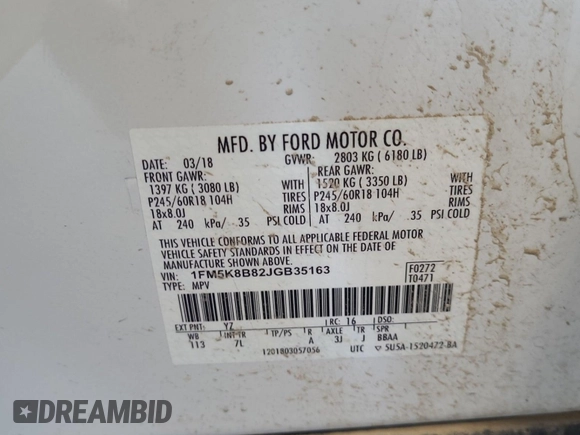 MFD. BY FORD MOTOR CO.
DATE: 03/18 GVWR: 2803 KG ( 6180 LB)
FRONT GAWR: REAR GAWR:
1397 KG ( 3080 LB) WITH 1520 KG ( 3350 LB) WITH
P245/60R18 104H TIRES P245/60R18 104H TIRES
18x8.0J RIMS 18x8.0J RIMS
AT 240 kPa/ 35 PSI COLD AT 240 kPa/ 35 PSI COLD
THIS VEHICLE CONFORMS TO ALL APPLICABLE FEDERAL MOTOR
VEHICLE SAFETY STANDARDS IN EFFECT ON THE DATE OF
MANUFACTURE SHOWN ABOVE.
VIN: 1FM5K8B82JGB35163 F0272
TYPE: MPV T0471
EXT PNT: YZ RC: 16 DSO:
WB INT TR TP/PS R AXLE TR SPR
113 7L A 3J J BBAA
1201803057056 UTC SUSA-1520472-BA
DREAMBID